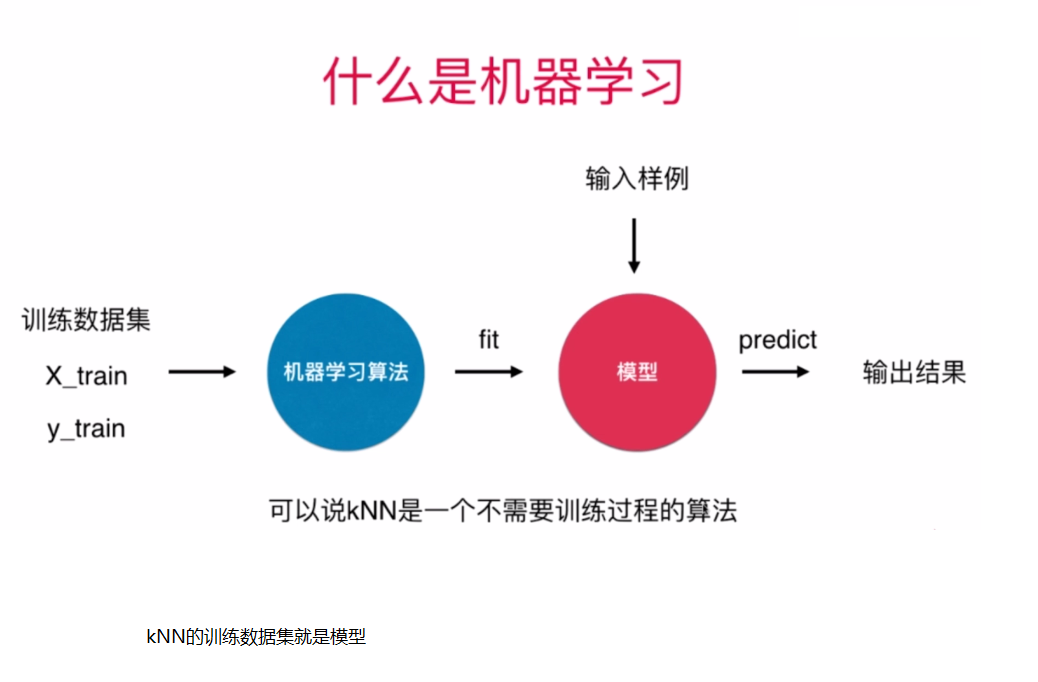 什么是机器学习
输入样例
训练数据集
X_train
y_train
机器学习算法
fit
模型
predict
输出结果
可以说kNN是一个不需要训练过程的算法
kNN的训练数据集就是模型